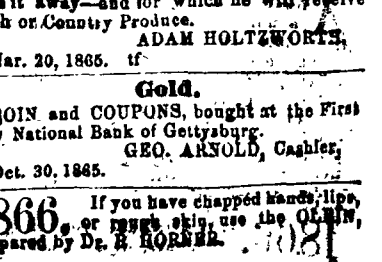 it away—and for which he will receive
h or Country Produce.
ADAM HOLTZWORTH.
Mar. 20, 1865. tf
Gold.
OIN and COUPONS, bought at the First
National Bank of Gettysburg.
GEO. ARNOLD, Cashier,
Oct. 30, 1865.
866. If you have chapped hands, lips,
or rough skin, use the OLEIN,
pared by Dr. R HORNER.